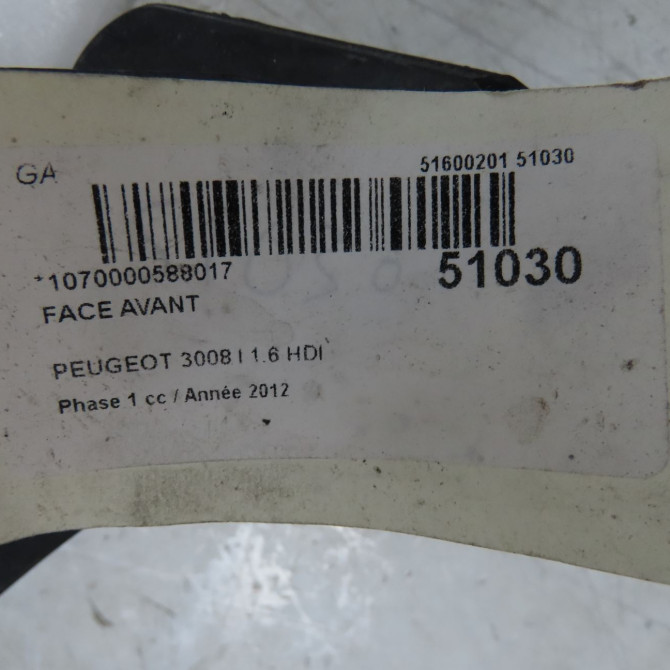 GA
51600201 51030
*1070000588017
51030
FACE AVANT
PEUGEOT 3008 I 1.6 HDI
Phase 1 cc / Année 2012